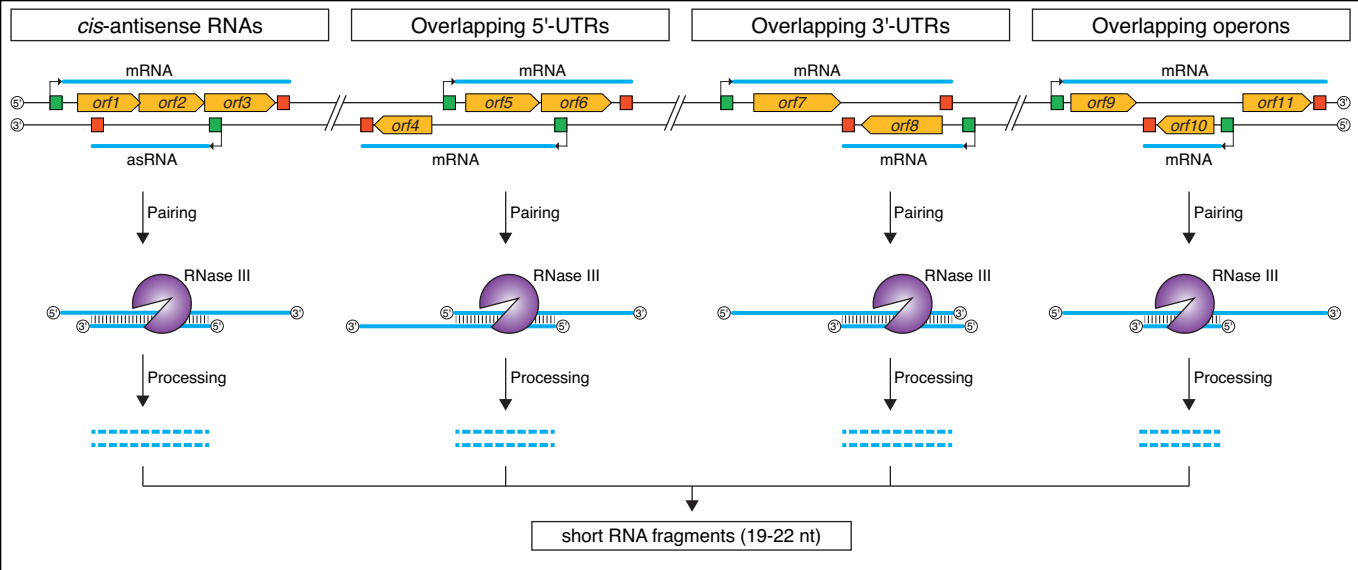 cis-antisense RNAs
Overlapping 5'-UTRs
Overlapping 3'-UTRs
Overlapping operons
mRNA
mRNA
mRNA
mRNA
5' orf1 orf2 orf3 orf5 orf6 orf7 orf9 orf11 3'
3' orf4 orf8 orf10 5'
asRNA
mRNA
mRNA
mRNA
Pairing
Pairing
Pairing
Pairing
RNase III
RNase III
RNase III
RNase III
5' 3' 5' 3' 5' 3' 5' 3'
3' 5' 3' 5' 3' 5' 3' 5'
Processing
Processing
Processing
Processing
short RNA fragments (19-22 nt)